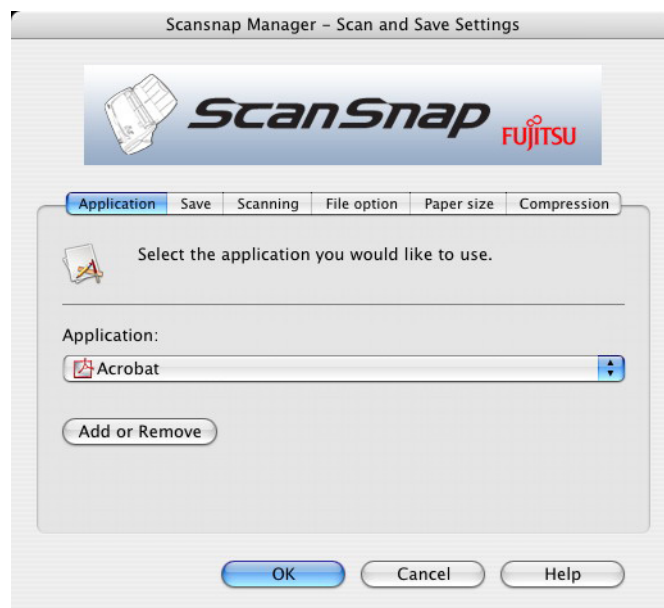 Scansnap Manager – Scan and Save Settings
ScanSnap FUJITSU
Application Save Scanning File option Paper size Compression
Select the application you would like to use.
Application:
Acrobat
Add or Remove
OK Cancel Help